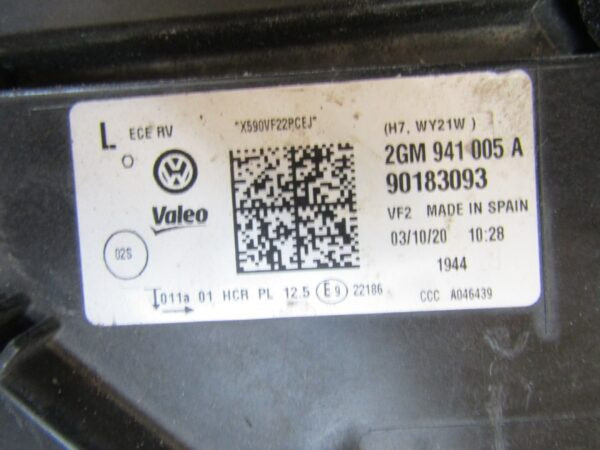 L ECE RV
"X590VF22PCEJ"
(H7, WY21W )
2GM 941 005 A
90183093
Valeo
VF2 MADE IN SPAIN
02S
03/10/20 10:28
1944
011a 01 HCR PL 12.5 E9 22186
CCC A046439